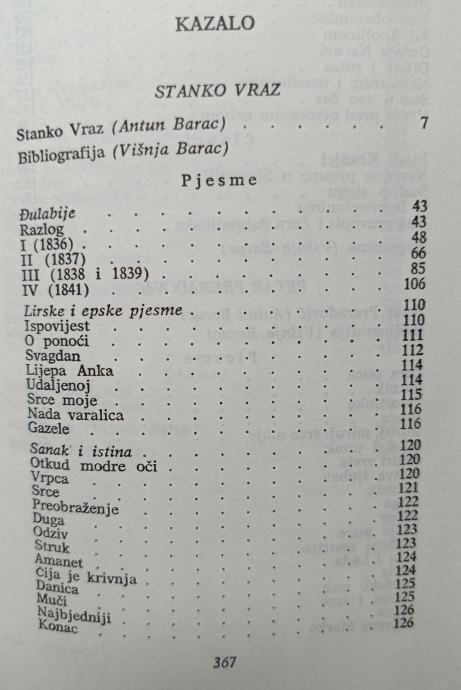 KAZALO
STANKO VRAZ
Stanko Vraz (Antun Barac) . . . . . . 7
Bibliografija (Višnja Barac)
Pjesme
Đulabije . . . . . . . . . 43
Razlog . . . . . . . . . 43
I (1836) . . . . . . . . . 48
II (1837) . . . . . . . . . 66
III (1838 i 1839) . . . . . . . 85
IV (1841) . . . . . . . . . 106
Lirske i epske pjesme . . . . . . 110
Ispovijest . . . . . . . . . 110
O ponoći . . . . . . . . . 111
Svagdan . . . . . . . . . 112
Lijepa Anka . . . . . . . . 114
Udaljenoj . . . . . . . . . 114
Srce moje . . . . . . . . 115
Nada varalica . . . . . . . . 116
Gazele . . . . . . . . . 116
Sanak i istina . . . . . . . . 120
Otkud modre oči . . . . . . . 120
Vrpca . . . . . . . . . 120
Srce . . . . . . . . . 121
Preobraženje . . . . . . . . 122
Duga . . . . . . . . . 122
Odziv . . . . . . . . . 123
Struk . . . . . . . . . 123
Amanet . . . . . . . . . 124
Čija je krivnja . . . . . . . . 124
Danica . . . . . . . . . 125
Muči . . . . . . . . . 125
Najbjedniji . . . . . . . . . 126
Konac . . . . . . . . . 126
367